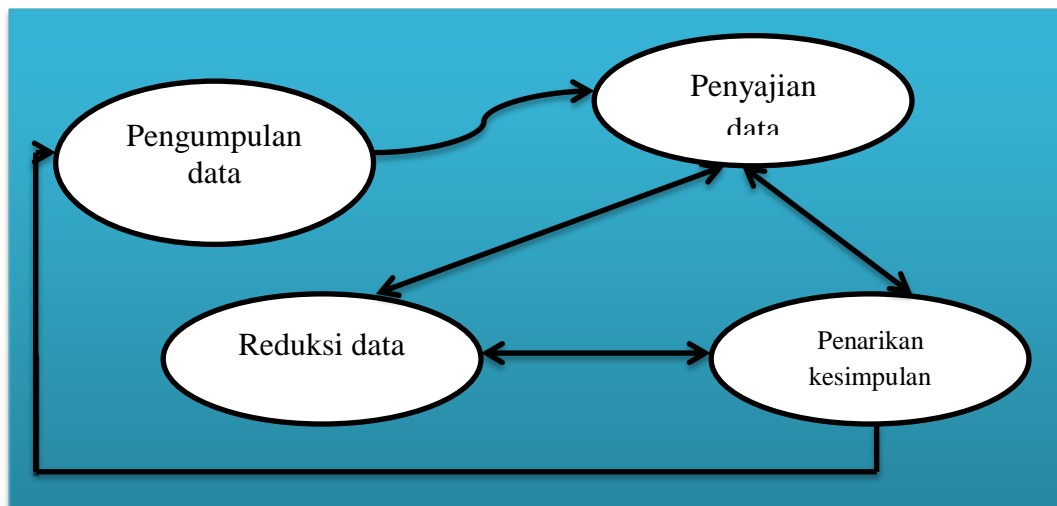 Pengumpulan
data
Penyajian
data
Reduksi data
Penarikan
kesimpulan